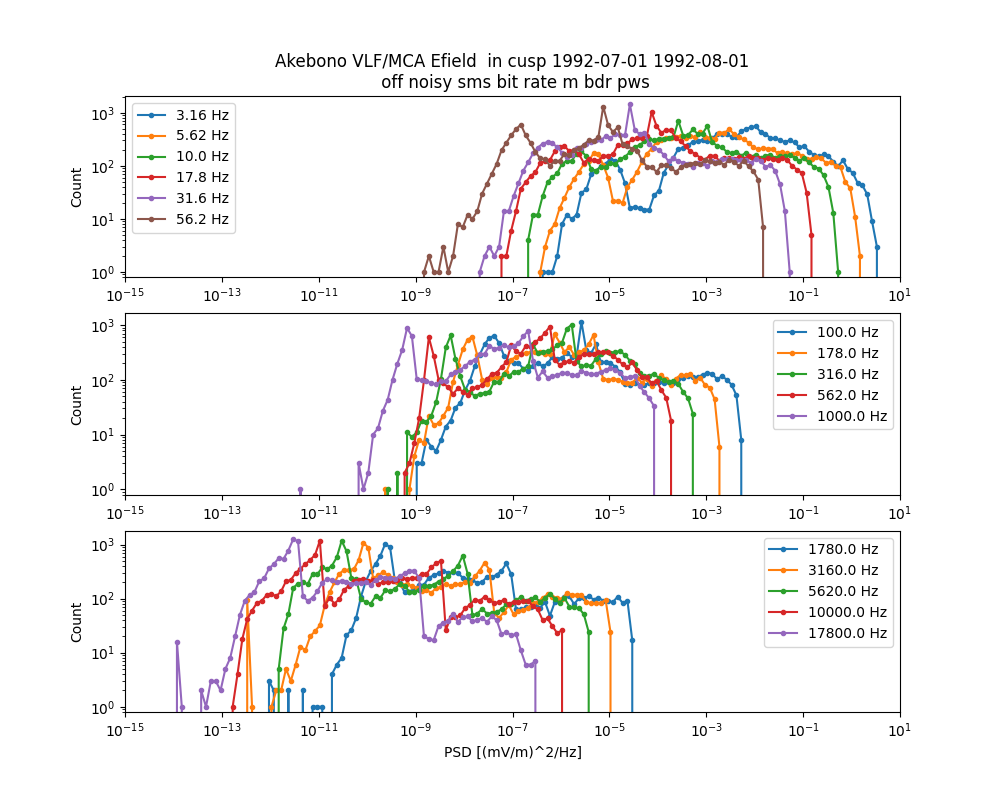 Akebono VLF/MCA Efield  in cusp 1992-07-01 1992-08-01
off noisy sms bit rate m bdr pws
Count
10^3
10^2
10^1
10^0
3.16 Hz
5.62 Hz
10.0 Hz
17.8 Hz
31.6 Hz
56.2 Hz
10^−15 10^−13 10^−11 10^−9 10^−7 10^−5 10^−3 10^−1 10^1
Count
10^3
10^2
10^1
10^0
100.0 Hz
178.0 Hz
316.0 Hz
562.0 Hz
1000.0 Hz
10^−15 10^−13 10^−11 10^−9 10^−7 10^−5 10^−3 10^−1 10^1
Count
10^3
10^2
10^1
10^0
1780.0 Hz
3160.0 Hz
5620.0 Hz
10000.0 Hz
17800.0 Hz
10^−15 10^−13 10^−11 10^−9 10^−7 10^−5 10^−3 10^−1 10^1
PSD [(mV/m)^2/Hz]